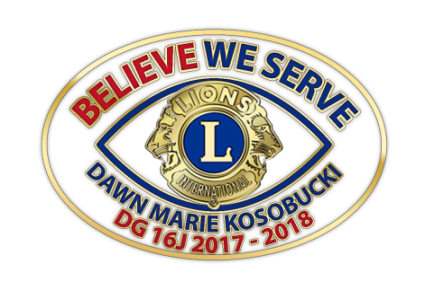 BELIEVE WE SERVE
LIONS
L
INTERNATIONAL
DAWN MARIE KOSOBUCKI
DG 16J 2017 - 2018